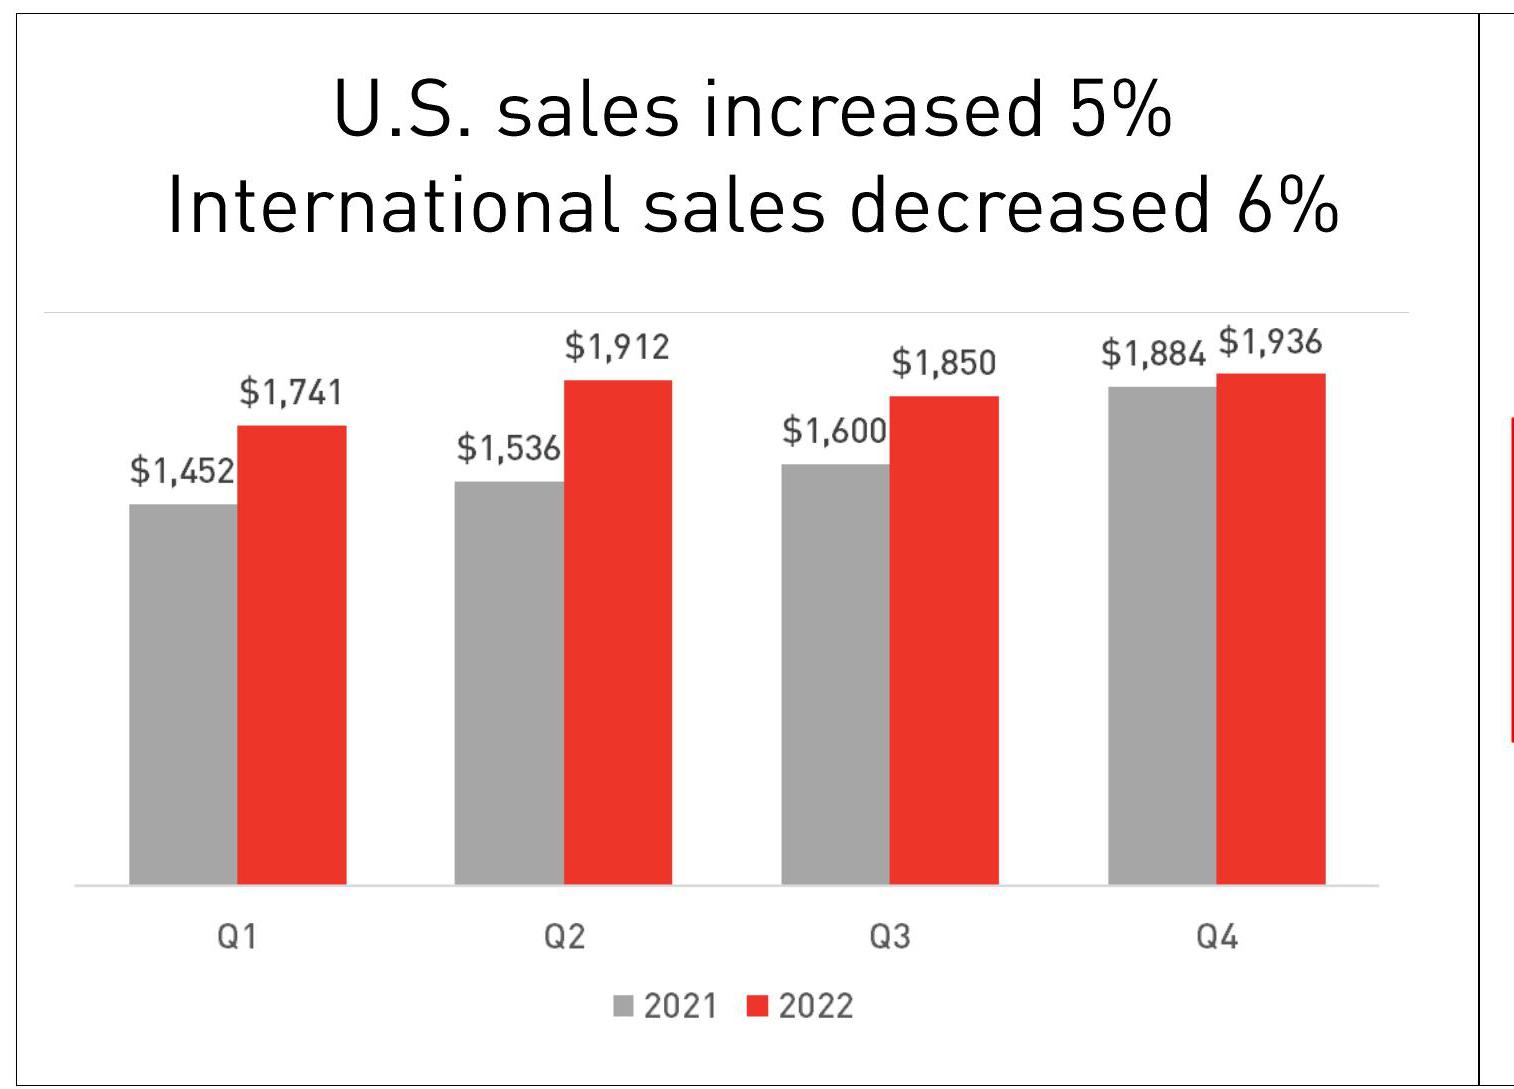 U.S. sales increased 5%
International sales decreased 6%
$1,452
$1,741
$1,536
$1,912
$1,600
$1,850
$1,884
$1,936
Q1
Q2
Q3
Q4
2021
2022